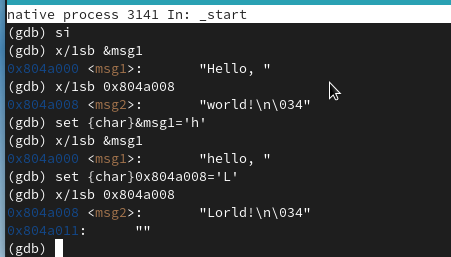 native process 3141 In: _start
(gdb) si
(gdb) x/1sb &msg1
0x804a000 <msg1>:       "Hello, "
(gdb) x/1sb 0x804a008
0x804a008 <msg2>:       "world!\n\034"
(gdb) set {char}&msg1='h'
(gdb) x/1sb &msg1
0x804a000 <msg1>:       "hello, "
(gdb) set {char}0x804a008='L'
(gdb) x/1sb 0x804a008
0x804a008 <msg2>:       "Lorld!\n\034"
0x804a011:      ""
(gdb)